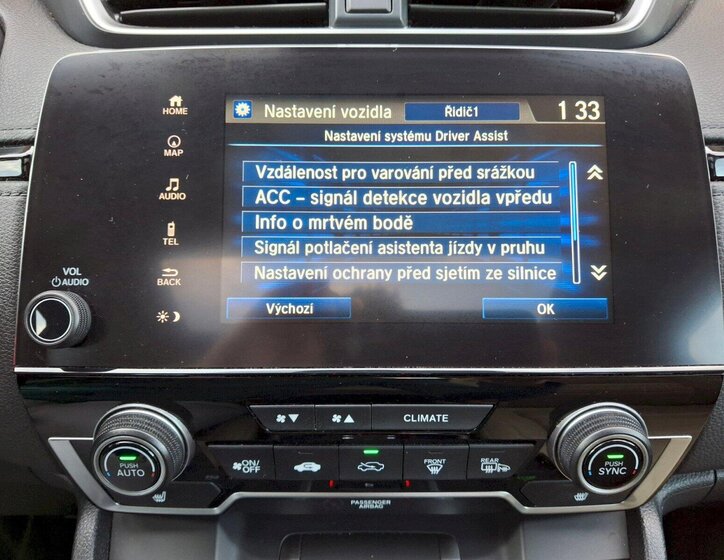 Nastavení vozidla Řidič1 1 33
HOME
Nastavení systému Driver Assist
MAP
Vzdálenost pro varování před srážkou
ACC – signál detekce vozidla vpředu
AUDIO
Info o mrtvém bodě
TEL
Signál potlačení asistenta jízdy v pruhu
VOL
AUDIO
BACK
Nastavení ochrany před sjetím ze silnice
Výchozí OK
CLIMATE
PUSH
AUTO
ON/
OFF
FRONT
REAR
PUSH
SYNC
PASSENGER
AIRBAG